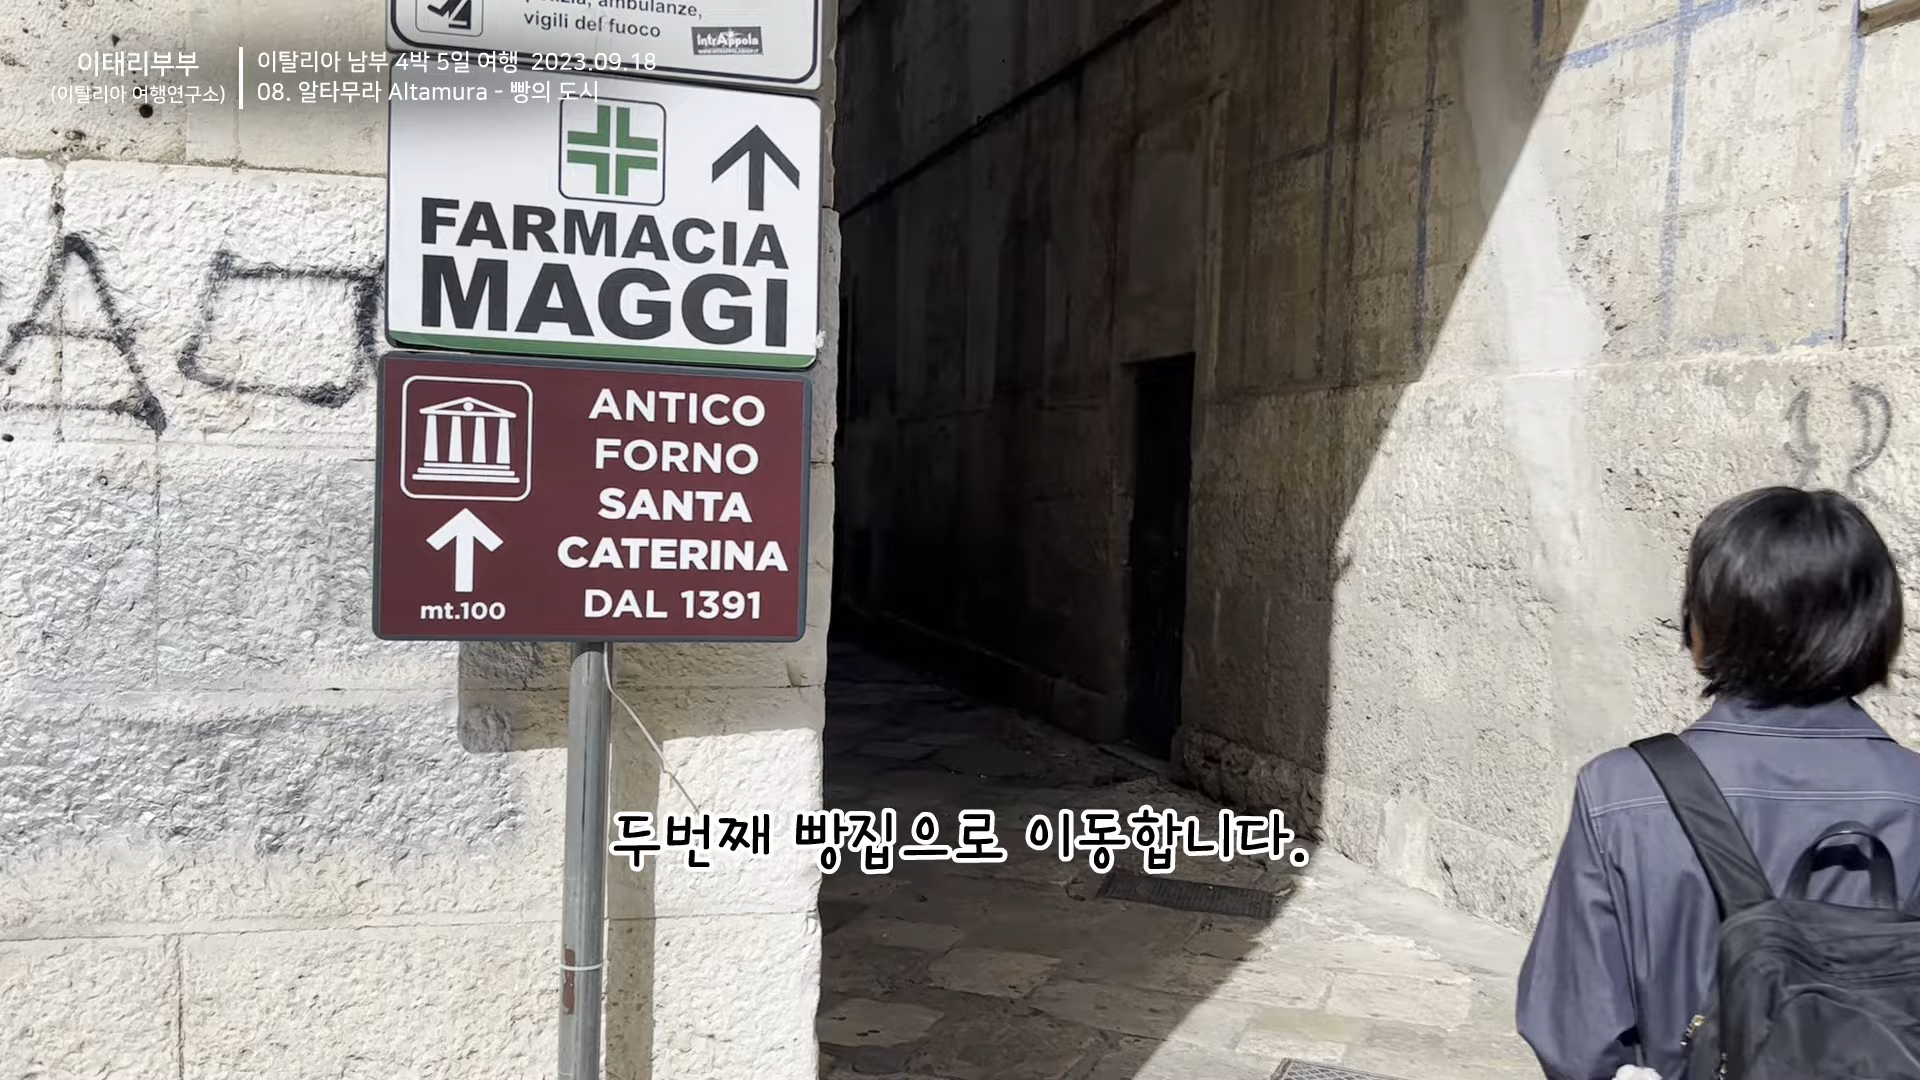 이태리부부
(이탈리아 여행연구소)
이탈리아 남부 4박 5일 여행 2023.09.18
08. 알타무라 Altamura - 빵의 도시
ambulanze,
vigili del fuoco
IntrAppola
FARMACIA
MAGGI
ANTICO
FORNO
SANTA
CATERINA
DAL 1391
mt.100
두번째 빵집으로 이동합니다.